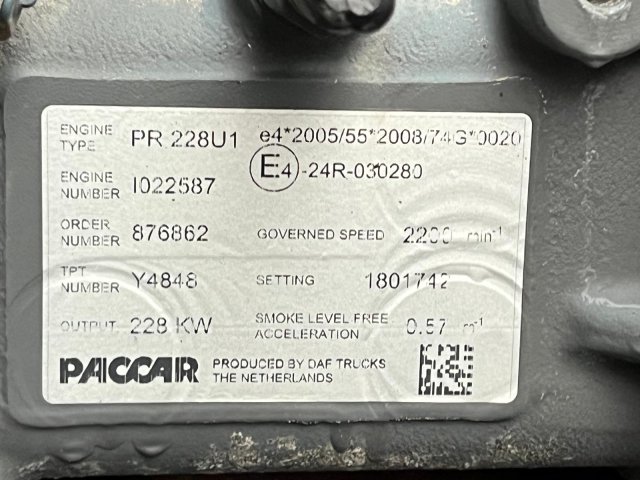 ENGINE TYPE PR 228U1 e4*2005/55*2008/74G*0020
E4-24R-030280
ENGINE NUMBER I022587
ORDER NUMBER 876862 GOVERNED SPEED 2200 min-1
TPT NUMBER Y4848 SETTING 1801742
OUTPUT 228 KW SMOKE LEVEL FREE ACCELERATION 0.57 m-1
PACCAR PRODUCED BY DAF TRUCKS
THE NETHERLANDS